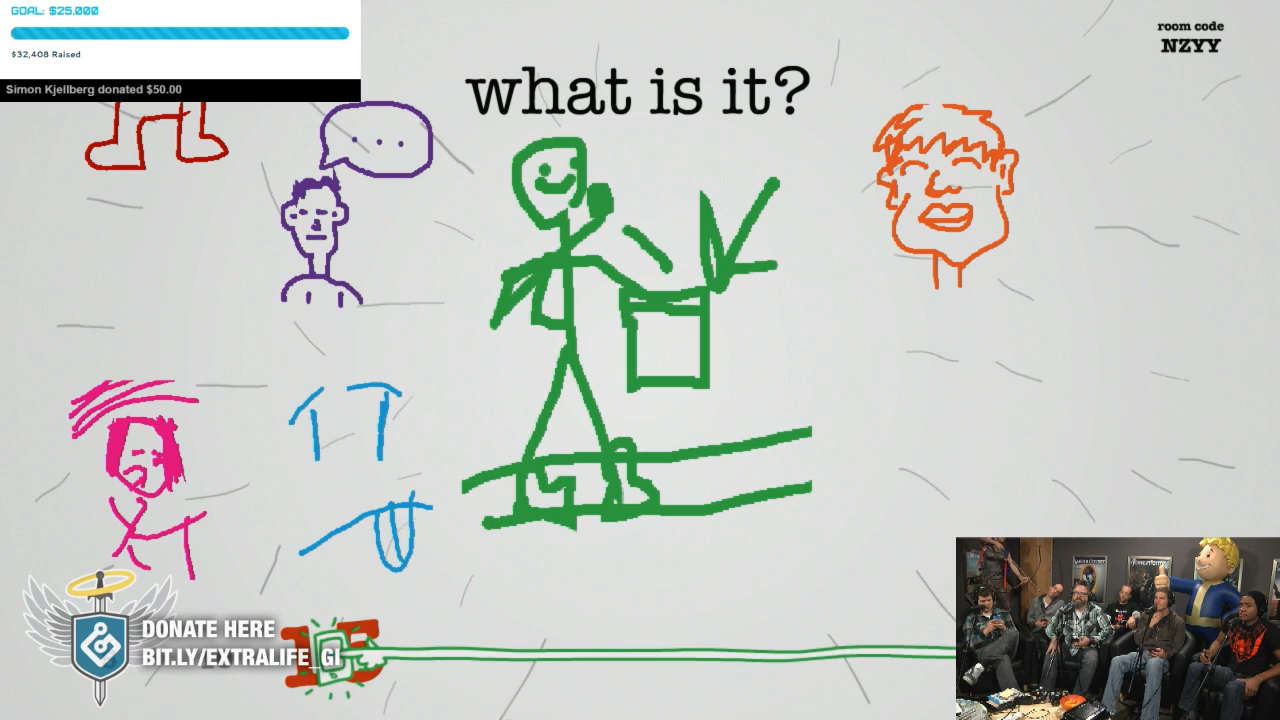 GOAL: $25,000
$32,408 Raised
Simon Kjellberg donated $50.00
room code
NZYY
what is it?
...
DONATE HERE
BIT.LY/EXTRALIFE_GI